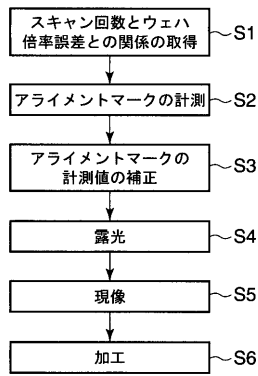 スキャン回数とウェハ
倍率誤差との関係の取得
S1
アライメントマークの計測
S2
アライメントマークの
計測値の補正
S3
露光
S4
現像
S5
加工
S6